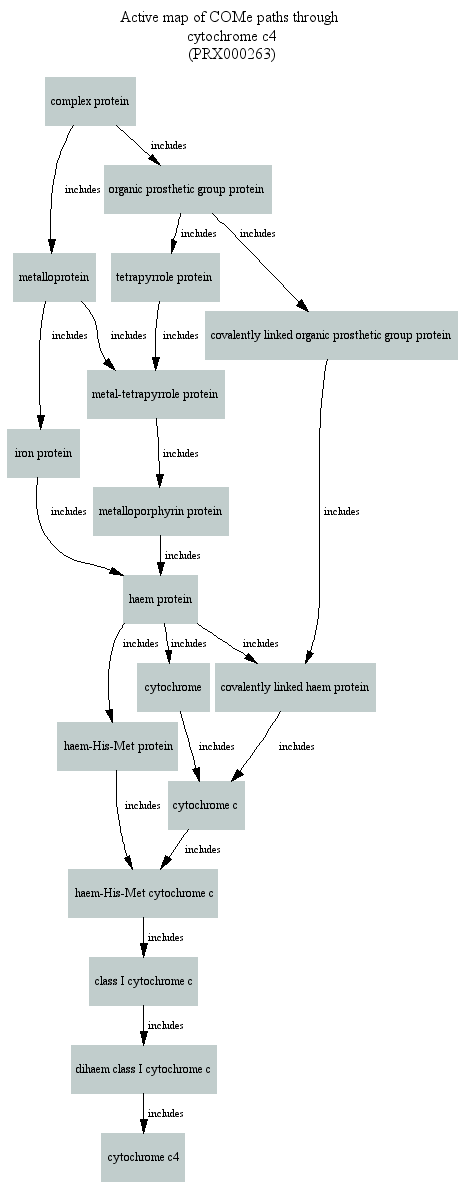 Active map of COMe paths through
cytochrome c4
(PRX000263)
complex protein
includes
includes
organic prosthetic group protein
includes
includes
metalloprotein
tetrapyrrole protein
covalently linked organic prosthetic group protein
includes
includes
includes
metal-tetrapyrrole protein
iron protein
includes
includes
metalloporphyrin protein
includes
includes
haem protein
includes
includes
includes
cytochrome
covalently linked haem protein
haem-His-Met protein
includes
includes
includes
cytochrome c
includes
haem-His-Met cytochrome c
includes
class I cytochrome c
includes
dihaem class I cytochrome c
includes
cytochrome c4